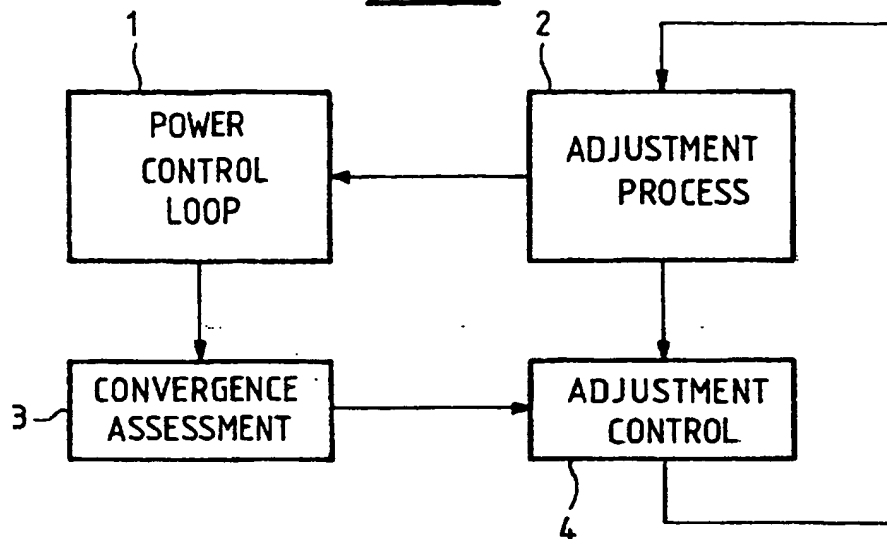 1
2
POWER
CONTROL
LOOP
ADJUSTMENT
PROCESS
3
CONVERGENCE
ASSESSMENT
ADJUSTMENT
CONTROL
4